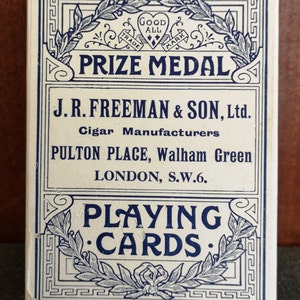 GOOD
ALL
PRIZE MEDAL
J. R. FREEMAN & SON, Ltd.
Cigar Manufacturers
PULTON PLACE, Walham Green
LONDON, S.W.6.
PLAYING
· CARDS ·